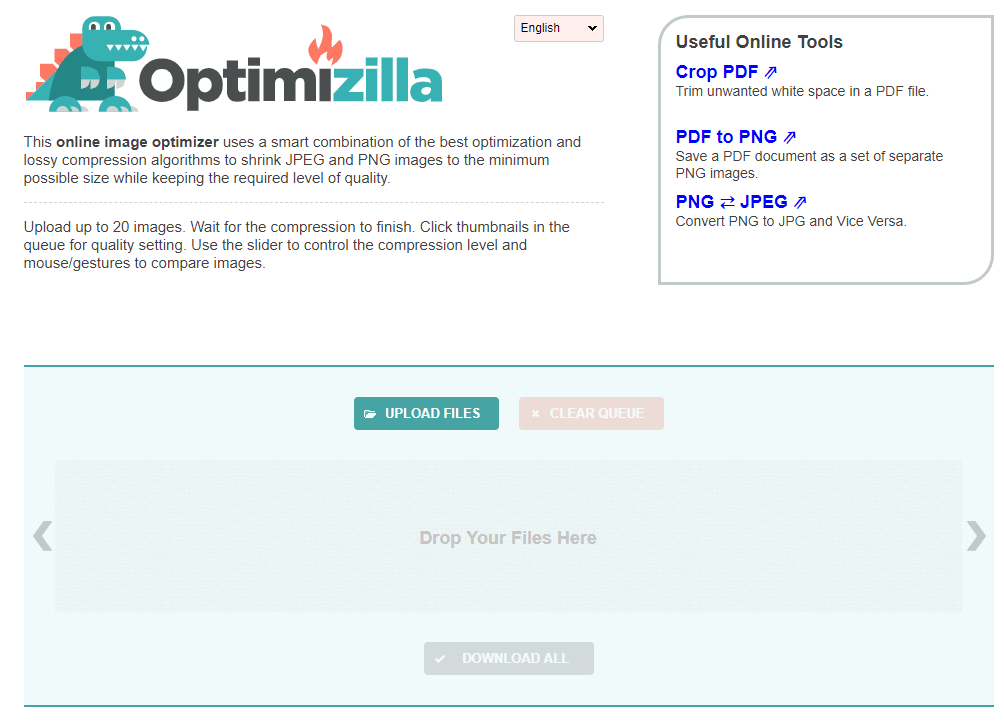 Optimizilla
English
This online image optimizer uses a smart combination of the best optimization and
lossy compression algorithms to shrink JPEG and PNG images to the minimum
possible size while keeping the required level of quality.
Upload up to 20 images. Wait for the compression to finish. Click thumbnails in the
queue for quality setting. Use the slider to control the compression level and
mouse/gestures to compare images.
Useful Online Tools
Crop PDF ⇗
Trim unwanted white space in a PDF file.
PDF to PNG ⇗
Save a PDF document as a set of separate
PNG images.
PNG ⇄ JPEG ⇗
Convert PNG to JPG and Vice Versa.
UPLOAD FILES
CLEAR QUEUE
Drop Your Files Here
DOWNLOAD ALL